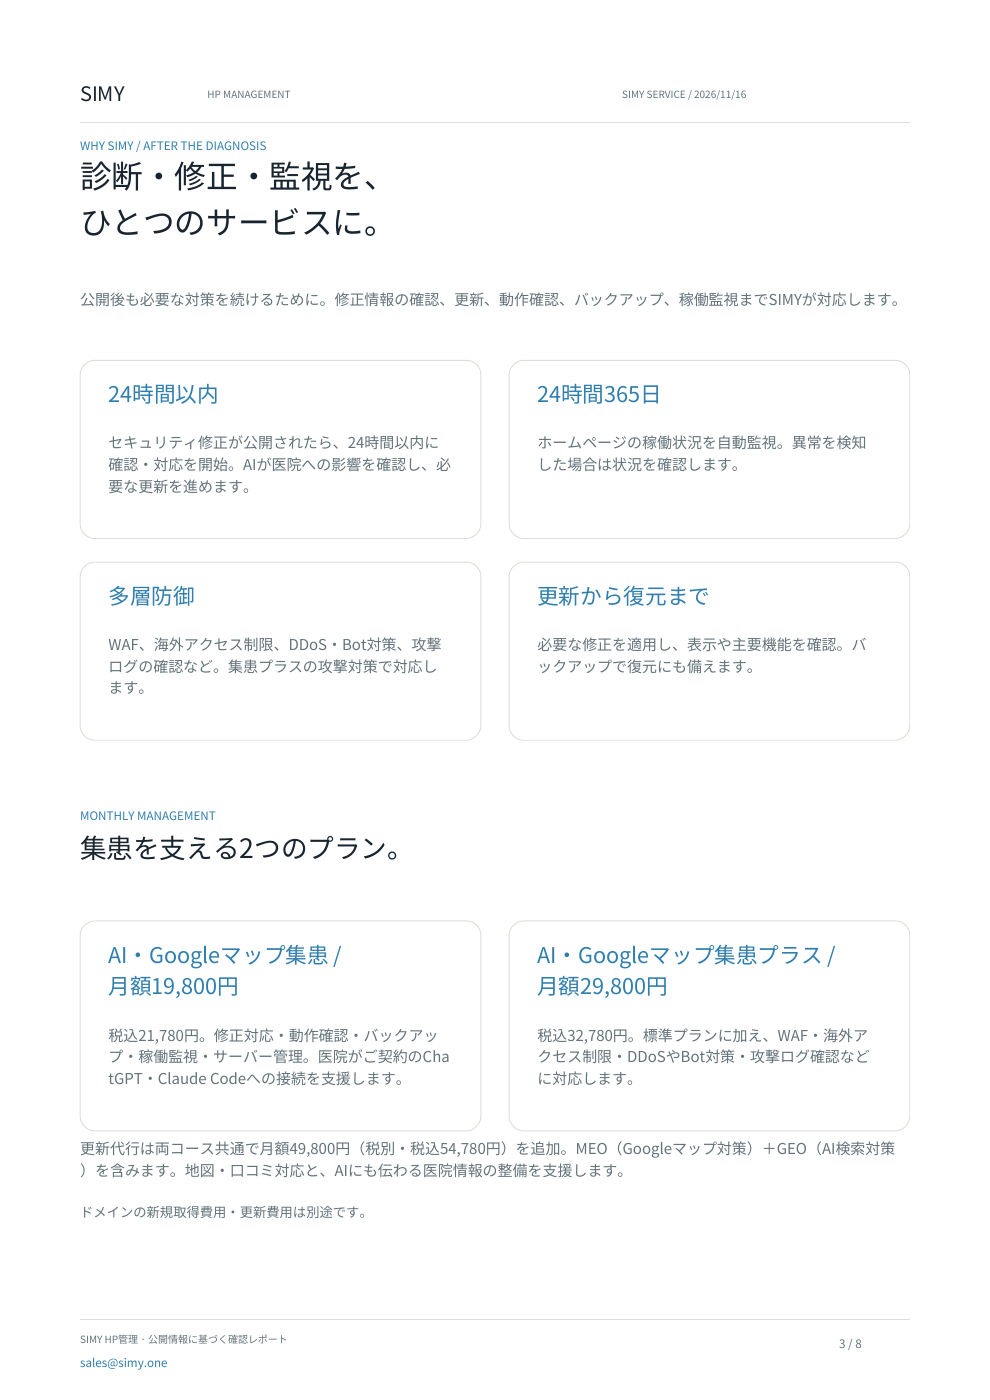 SIMY
HP MANAGEMENT
SIMY SERVICE / 2026/11/16
WHY SIMY / AFTER THE DIAGNOSIS
診断・修正・監視を、
ひとつのサービスに。
公開後も必要な対策を続けるために。修正情報の確認、更新、動作確認、バックアップ、稼働監視までSIMYが対応します。
24時間以内
セキュリティ修正が公開されたら、24時間以内に
確認・対応を開始。AIが医院への影響を確認し、必
要な更新を進めます。
24時間365日
ホームページの稼働状況を自動監視。異常を検知
した場合は状況を確認します。
多層防御
WAF、海外アクセス制限、DDoS・Bot対策、攻撃
ログの確認など。集患プラスの攻撃対策で対応し
ます。
更新から復元まで
必要な修正を適用し、表示や主要機能を確認。バ
ックアップで復元にも備えます。
MONTHLY MANAGEMENT
集患を支える2つのプラン。
AI・Googleマップ集患 /
月額19,800円
税込21,780円。修正対応・動作確認・バックアッ
プ・稼働監視・サーバー管理。医院がご契約のCha
tGPT・Claude Codeへの接続を支援します。
AI・Googleマップ集患プラス /
月額29,800円
税込32,780円。標準プランに加え、WAF・海外ア
クセス制限・DDoSやBot対策・攻撃ログ確認など
に対応します。
更新代行は両コース共通で月額49,800円（税別・税込54,780円）を追加。MEO（Googleマップ対策）＋GEO（AI検索対策
）を含みます。地図・口コミ対応と、AIにも伝わる医院情報の整備を支援します。
ドメインの新規取得費用・更新費用は別途です。
SIMY HP管理 · 公開情報に基づく確認レポート
3 / 8
sales@simy.one